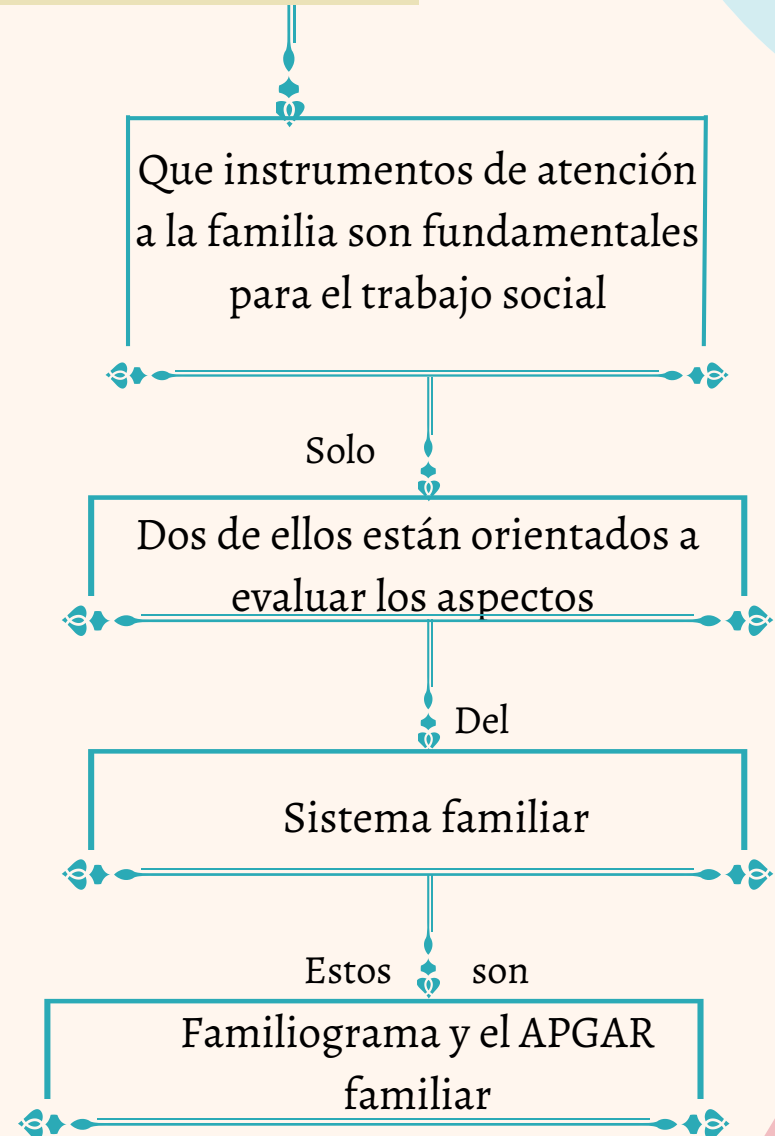 Que instrumentos de atención
a la familia son fundamentales
para el trabajo social
Solo
Dos de ellos están orientados a
evaluar los aspectos
Del
Sistema familiar
Estos son
Familiograma y el APGAR
familiar